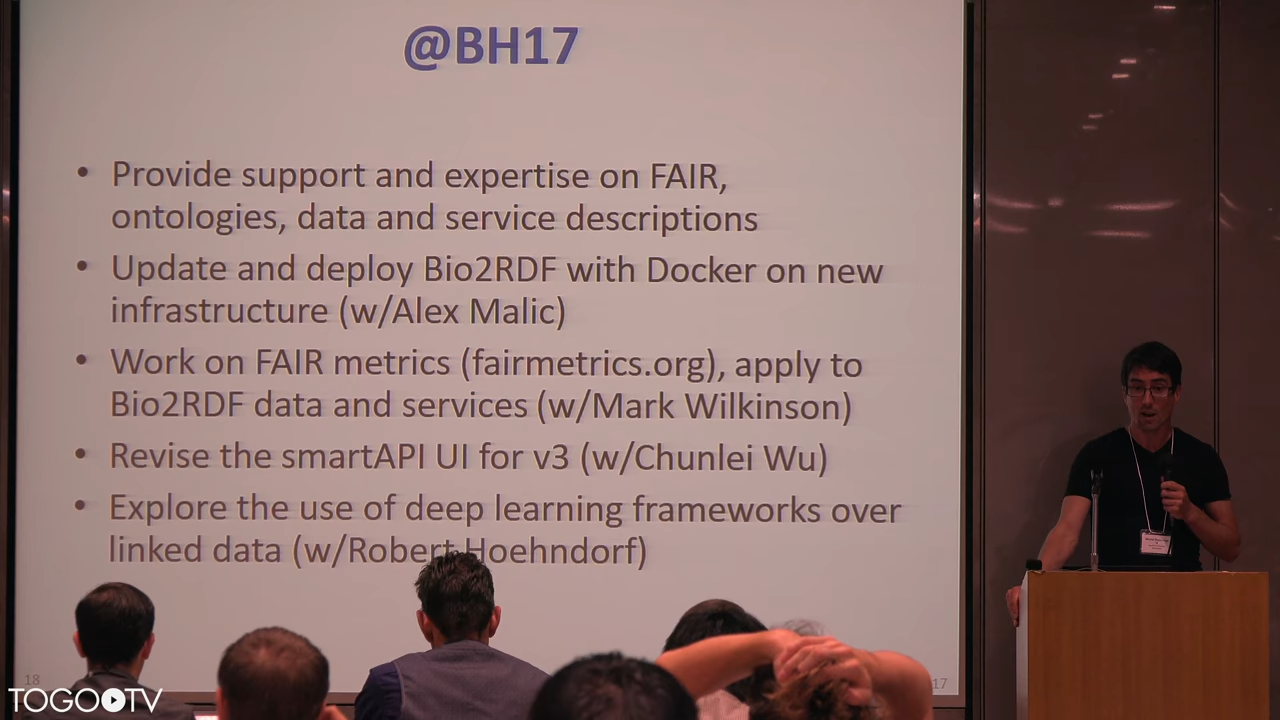 @BH17
• Provide support and expertise on FAIR,
ontologies, data and service descriptions
• Update and deploy Bio2RDF with Docker on new
infrastructure (w/Alex Malic)
• Work on FAIR metrics (fairmetrics.org), apply to
Bio2RDF data and services (w/Mark Wilkinson)
• Revise the smartAPI UI for v3 (w/Chunlei Wu)
• Explore the use of deep learning frameworks over
linked data (w/Robert Hoehndorf)
18
17
TOGOTV